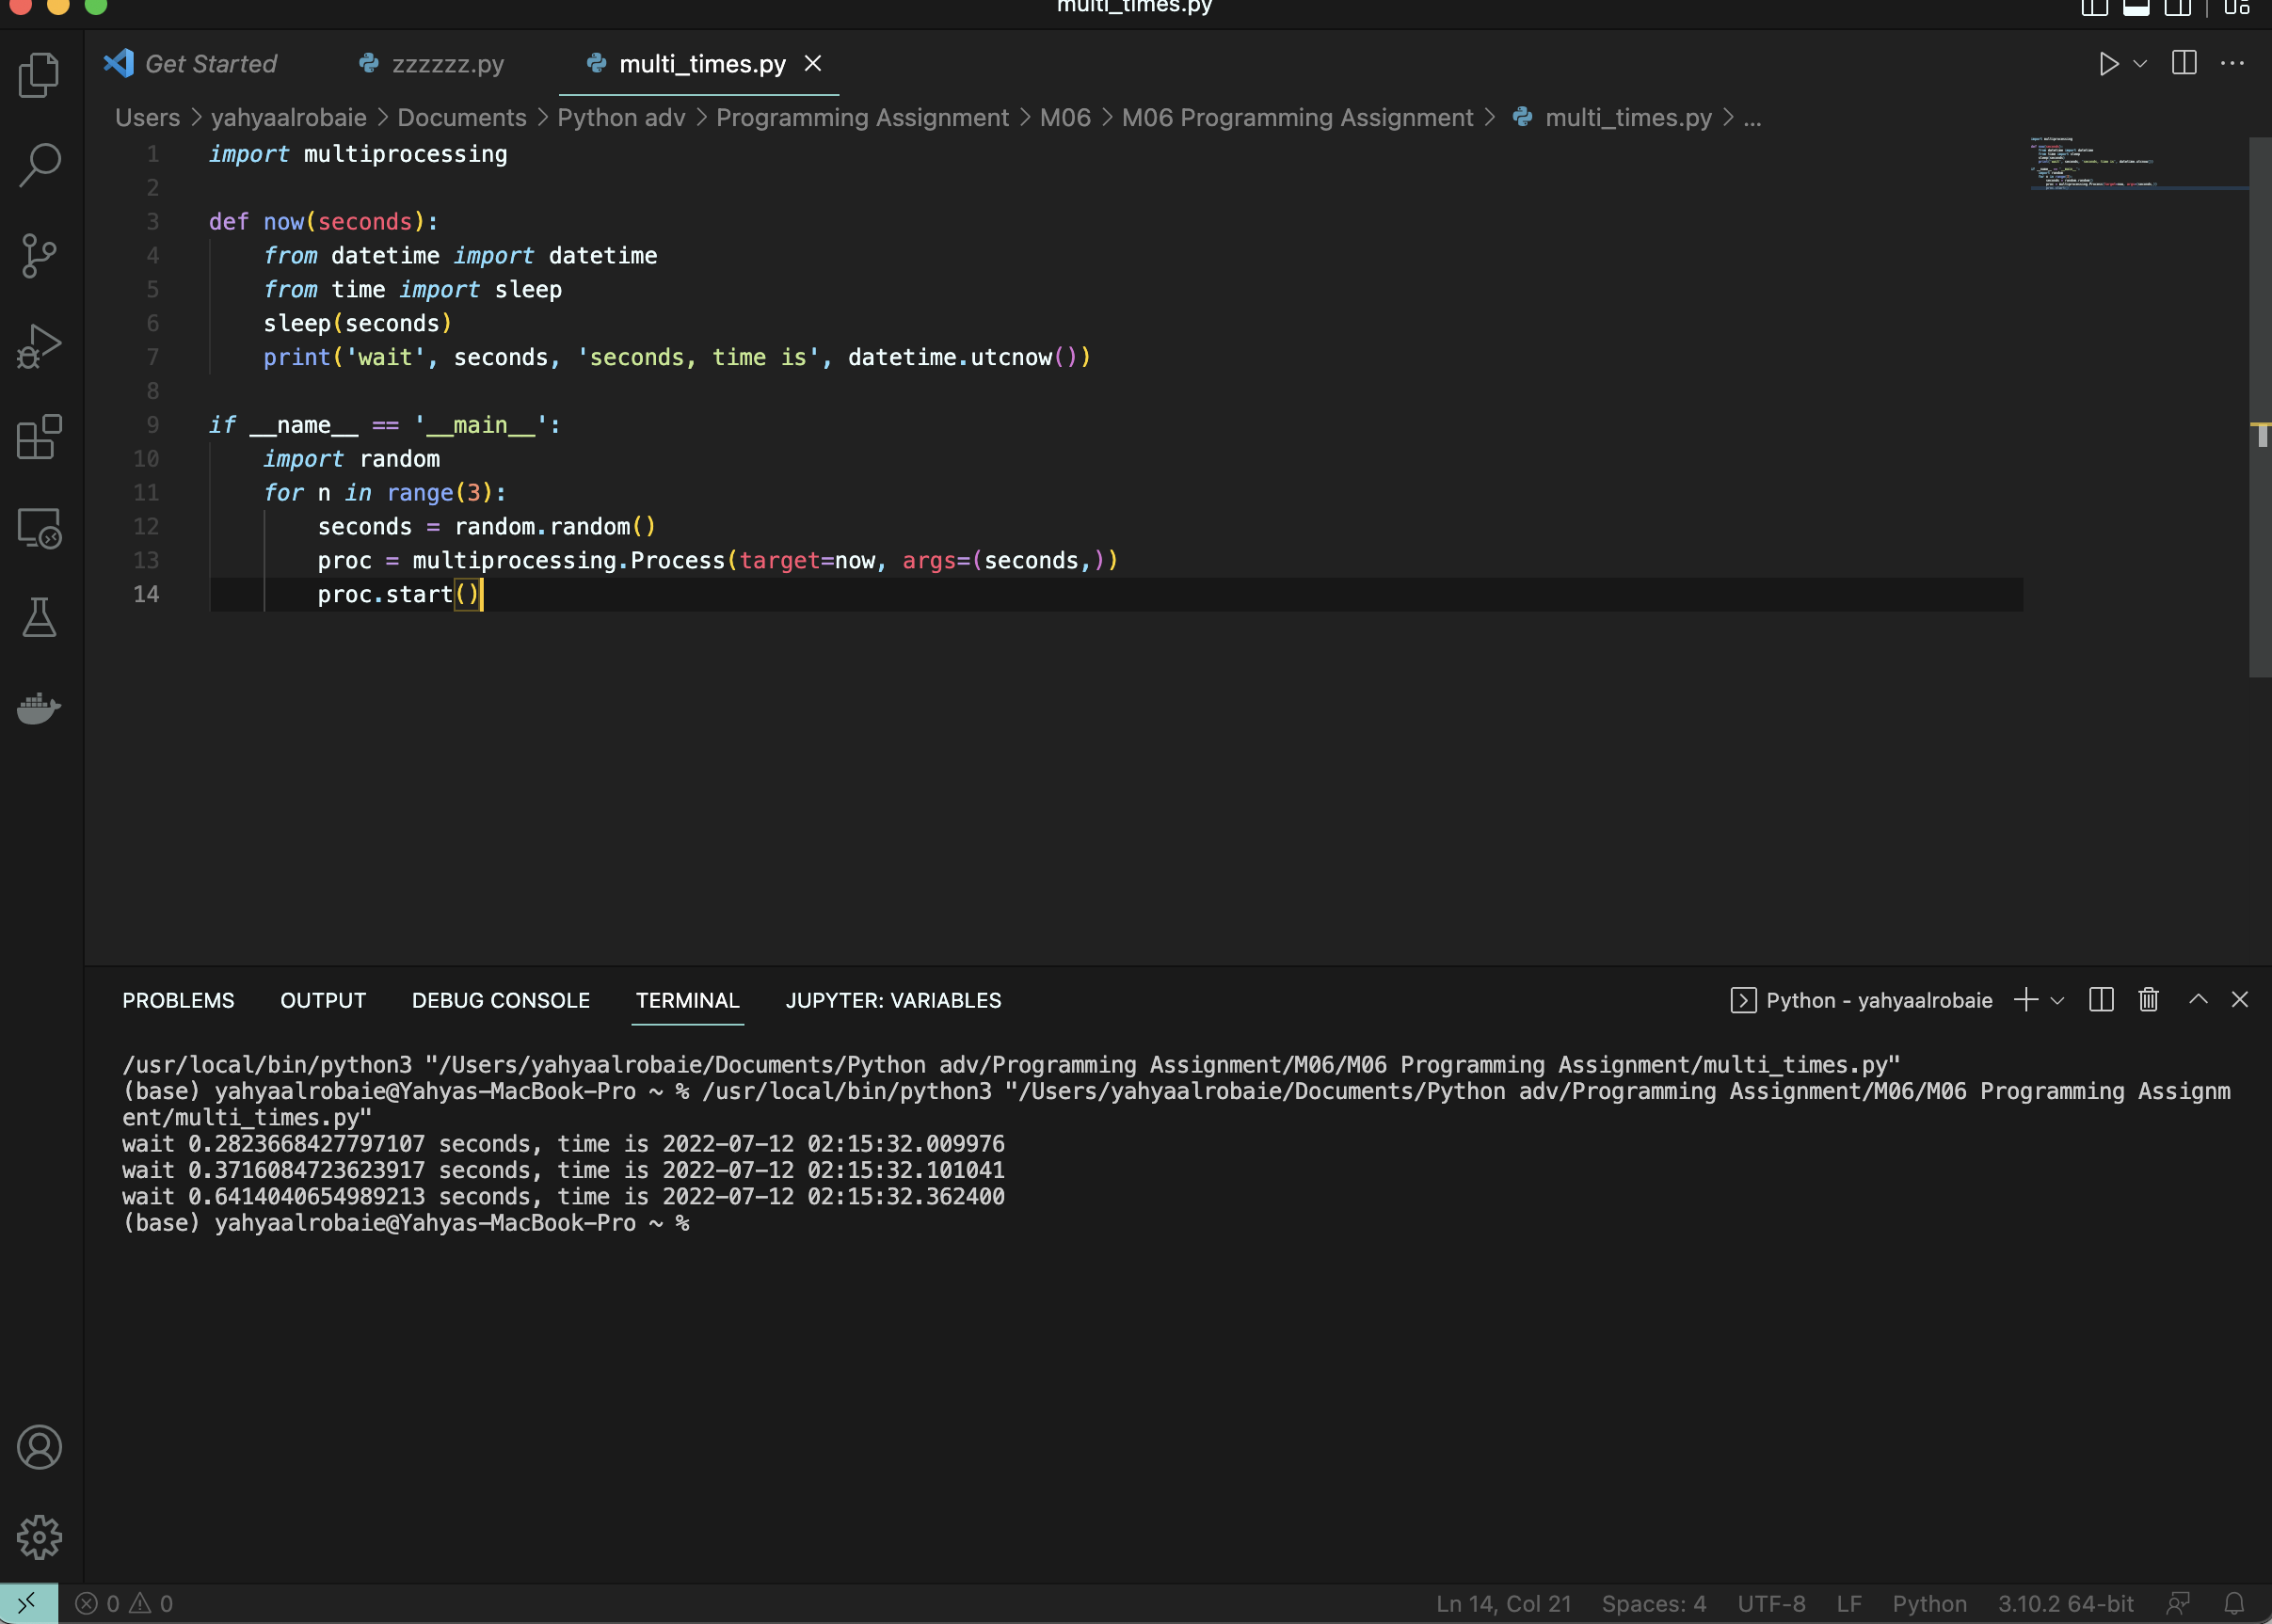 multi_times.py
Get Started zzzzzz.py multi_times.py
Users > yahyaalrobaie > Documents > Python adv > Programming Assignment > M06 > M06 Programming Assignment > multi_times.py > ...
1 import multiprocessing
2
3 def now(seconds):
4     from datetime import datetime
5     from time import sleep
6     sleep(seconds)
7     print('wait', seconds, 'seconds, time is', datetime.utcnow())
8
9 if __name__ == '__main__':
10     import random
11     for n in range(3):
12         seconds = random.random()
13         proc = multiprocessing.Process(target=now, args=(seconds,))
14         proc.start()
PROBLEMS OUTPUT DEBUG CONSOLE TERMINAL JUPYTER: VARIABLES Python - yahyaalrobaie
/usr/local/bin/python3 "/Users/yahyaalrobaie/Documents/Python adv/Programming Assignment/M06/M06 Programming Assignment/multi_times.py"
(base) yahyaalrobaie@Yahyas-MacBook-Pro ~ % /usr/local/bin/python3 "/Users/yahyaalrobaie/Documents/Python adv/Programming Assignment/M06/M06 Programming Assignm
ent/multi_times.py"
wait 0.2823668427797107 seconds, time is 2022-07-12 02:15:32.009976
wait 0.3716084723623917 seconds, time is 2022-07-12 02:15:32.101041
wait 0.6414040654989213 seconds, time is 2022-07-12 02:15:32.362400
(base) yahyaalrobaie@Yahyas-MacBook-Pro ~ %
0 0 Ln 14, Col 21 Spaces: 4 UTF-8 LF Python 3.10.2 64-bit